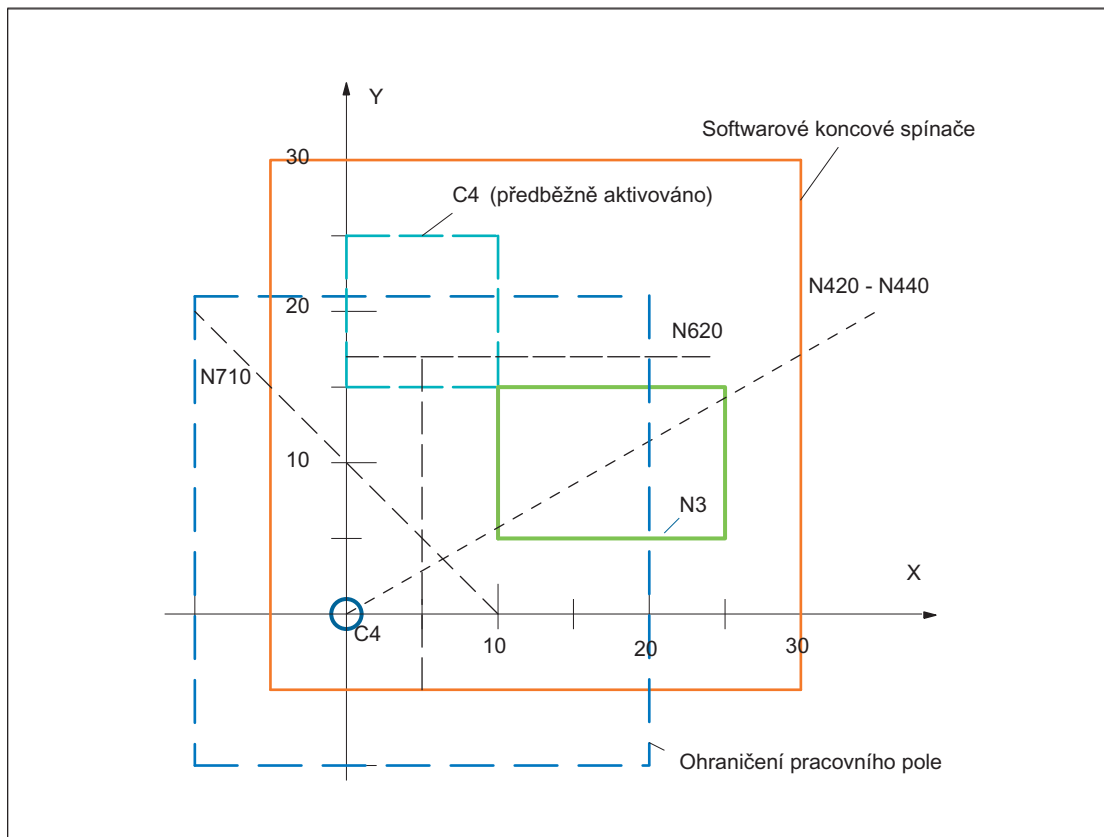 Y
Softwarové koncové spínače
30
C4 (předběžně aktivováno)
N420 - N440
20
N620
N710
10
N3
X
C4
10
20
30
Ohraničení pracovního pole